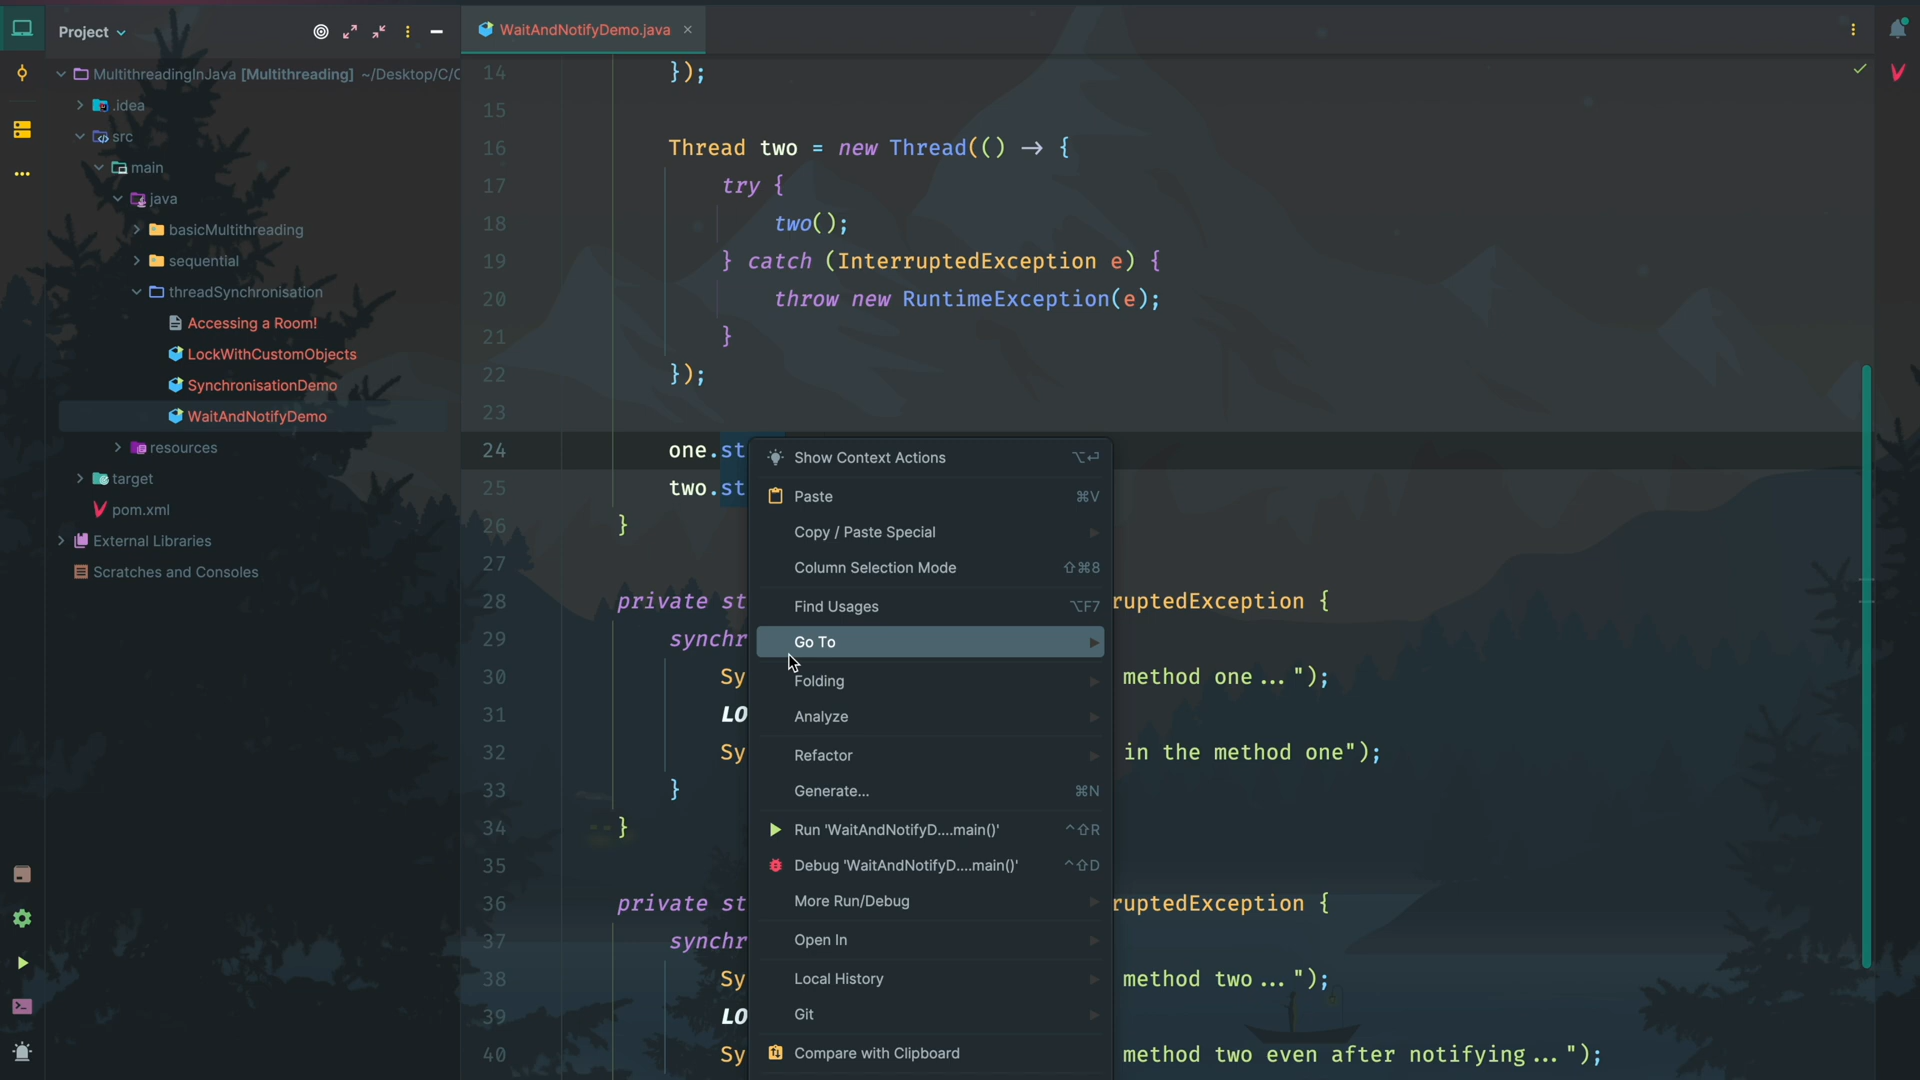 Project
WaitAndNotifyDemo.java
MultithreadingInJava [Multithreading] ~/Desktop/C/C
.idea
src
main
java
basicMultithreading
sequential
threadSynchronisation
Accessing a Room!
LockWithCustomObjects
SynchronisationDemo
WaitAndNotifyDemo
resources
target
pom.xml
External Libraries
Scratches and Consoles
14 });
15
16 Thread two = new Thread(() → {
17 try {
18 two();
19 } catch (InterruptedException e) {
20 throw new RuntimeException(e);
21 }
22 });
23
24 one.st
25 two.st
26 }
27
28 private st ruptedException {
29 synchr
30 Sy method one...");
31 LO
32 Sy in the method one");
33 }
34 }
35
36 private st ruptedException {
37 synchr
38 Sy method two...");
39 LO
40 Sy method two even after notifying...");
Show Context Actions ⌥⏎
Paste ⌘V
Copy / Paste Special
Column Selection Mode ⇧⌘8
Find Usages ⌥F7
Go To
Folding
Analyze
Refactor
Generate... ⌘N
Run 'WaitAndNotifyD....main()' ^⇧R
Debug 'WaitAndNotifyD....main()' ^⇧D
More Run/Debug
Open In
Local History
Git
Compare with Clipboard